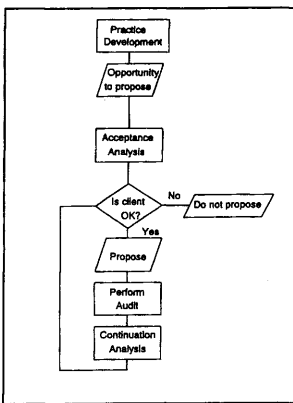 Practice
Development
Opportunity
to propose
Acceptance
Analysis
Is client
OK?
No
Do not propose
Yes
Propose
Perform
Audit
Continuation
Analysis